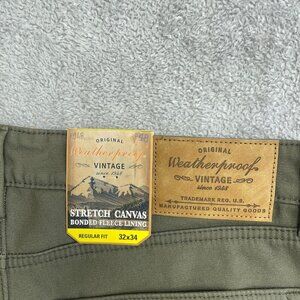 ORIGINAL
Weatherproof
VINTAGE
since 1948
STRETCH CANVAS
BONDED FLEECE LINING
REGULAR FIT 32x34
ORIGINAL
Weatherproof
VINTAGE
since 1948
TRADEMARK REG. U.S.
MANUFACTURED QUALITY GOODS